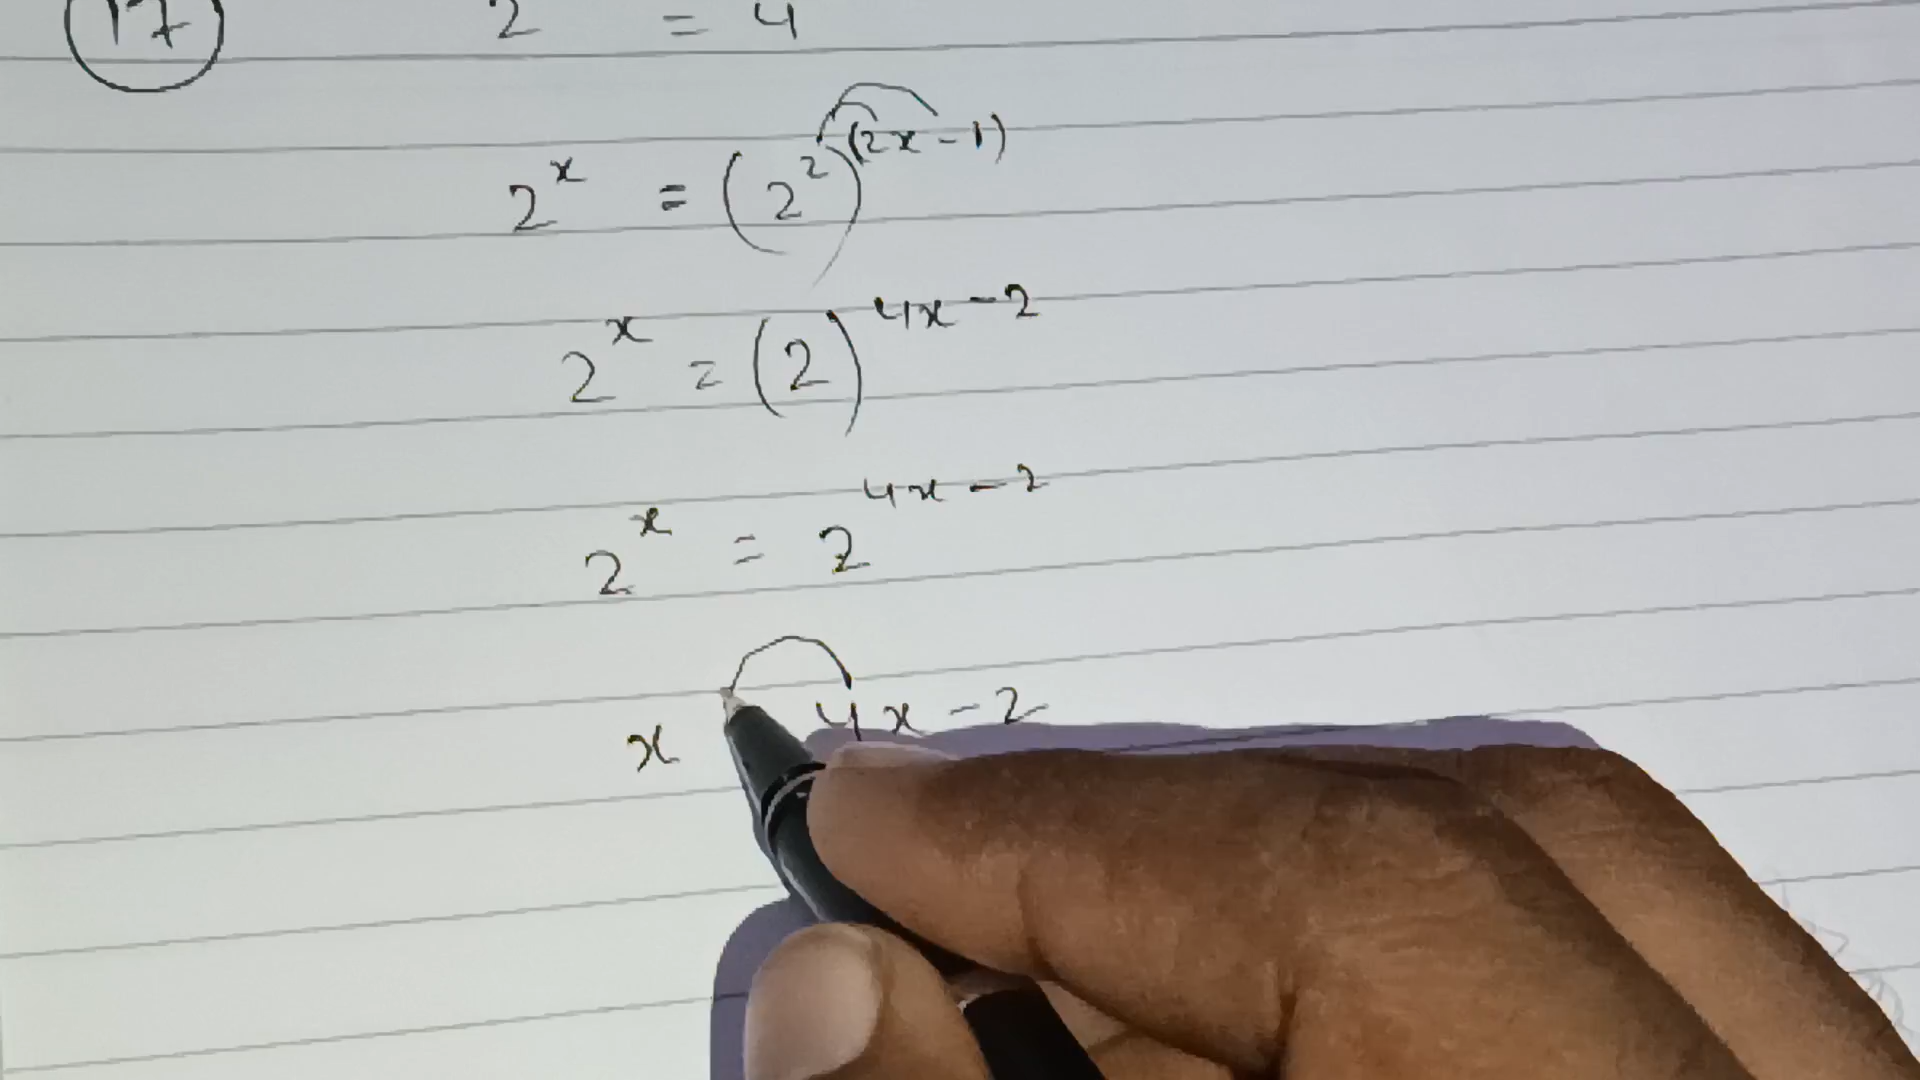 17 2 = 4
2^x = (2^2)^(2x-1)
2^x = (2)^4x-2
2^x = 2^4x-2
x 4x-2